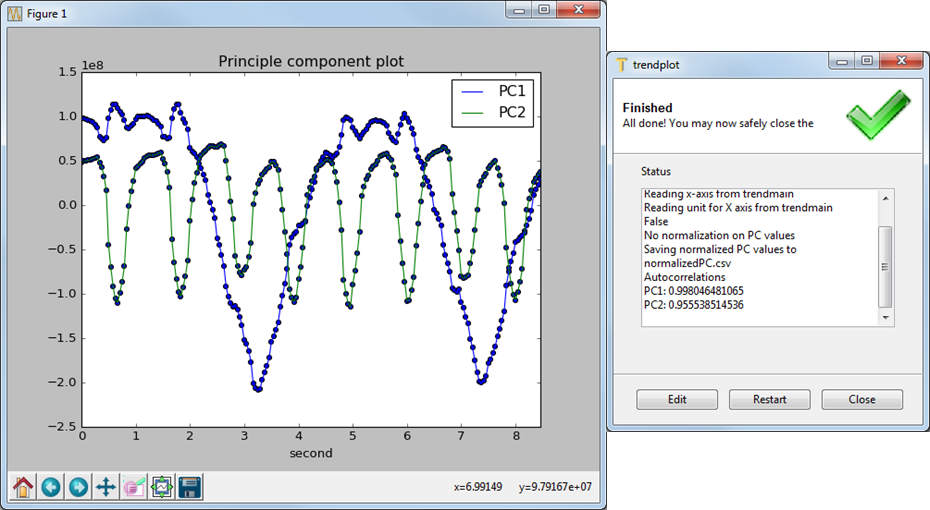 Figure 1
Principle component plot
1e8
PC1
PC2
1.5
1.0
0.5
0.0
−0.5
−1.0
−1.5
−2.0
−2.5
0 1 2 3 4 5 6 7 8
second
x=6.99149 y=9.79167e+07
trendplot
Finished
All done! You may now safely close the
Status
Reading x-axis from trendmain
Reading unit for X axis from trendmain
False
No normalization on PC values
Saving normalized PC values to
normalizedPC.csv
Autocorrelations
PC1: 0.998046481065
PC2: 0.955538514536
Edit Restart Close